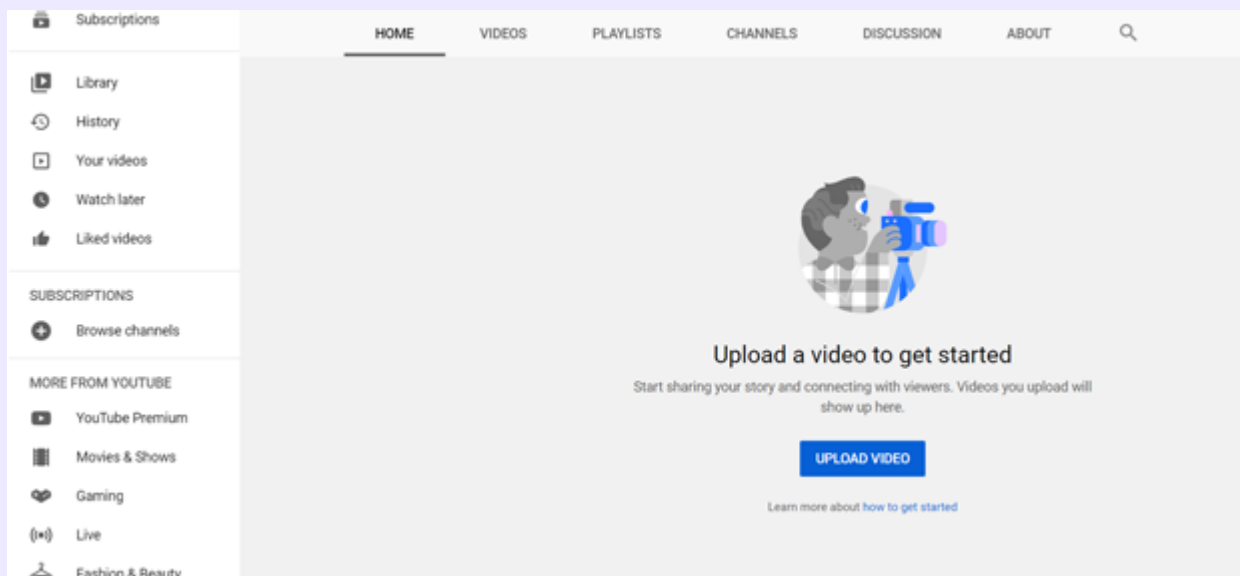 Subscriptions
HOME VIDEOS PLAYLISTS CHANNELS DISCUSSION ABOUT
Library
History
Your videos
Watch later
Liked videos
SUBSCRIPTIONS
Browse channels
MORE FROM YOUTUBE
YouTube Premium
Movies & Shows
Gaming
Live
Fashion & Beauty
Upload a video to get started
Start sharing your story and connecting with viewers. Videos you upload will
show up here.
UPLOAD VIDEO
Learn more about how to get started